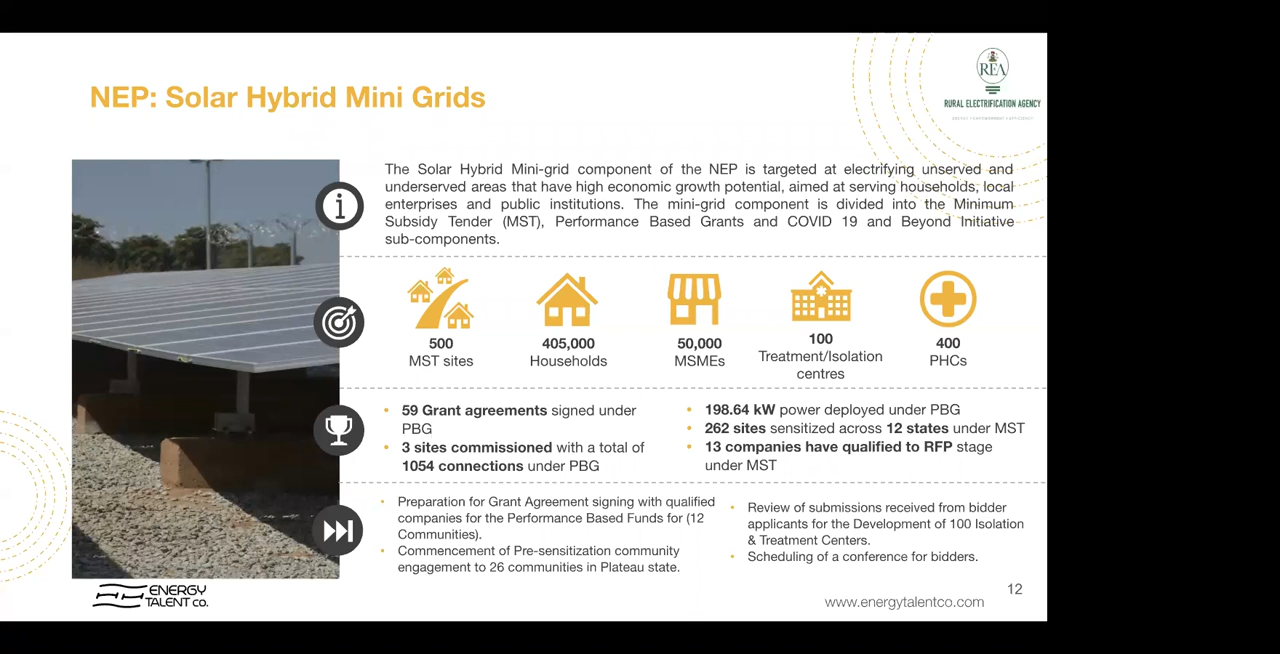 NEP: Solar Hybrid Mini Grids
REA
RURAL ELECTRIFICATION AGENCY
The Solar Hybrid Mini-grid component of the NEP is targeted at electrifying unserved and
underserved areas that have high economic growth potential, aimed at serving households, local
enterprises and public institutions. The mini-grid component is divided into the Minimum
Subsidy Tender (MST), Performance Based Grants and COVID 19 and Beyond Initiative
sub-components.
500
MST sites
405,000
Households
50,000
MSMEs
100
Treatment/Isolation
centres
400
PHCs
• 59 Grant agreements signed under
PBG
• 3 sites commissioned with a total of
1054 connections under PBG
• 198.64 kW power deployed under PBG
• 262 sites sensitized across 12 states under MST
• 13 companies have qualified to RFP stage
under MST
• Preparation for Grant Agreement signing with qualified
companies for the Performance Based Funds for (12
Communities).
• Commencement of Pre-sensitization community
engagement to 26 communities in Plateau state.
• Review of submissions received from bidder
applicants for the Development of 100 Isolation
& Treatment Centers.
• Scheduling of a conference for bidders.
ENERGY
TALENT CO.
www.energytalentco.com
12